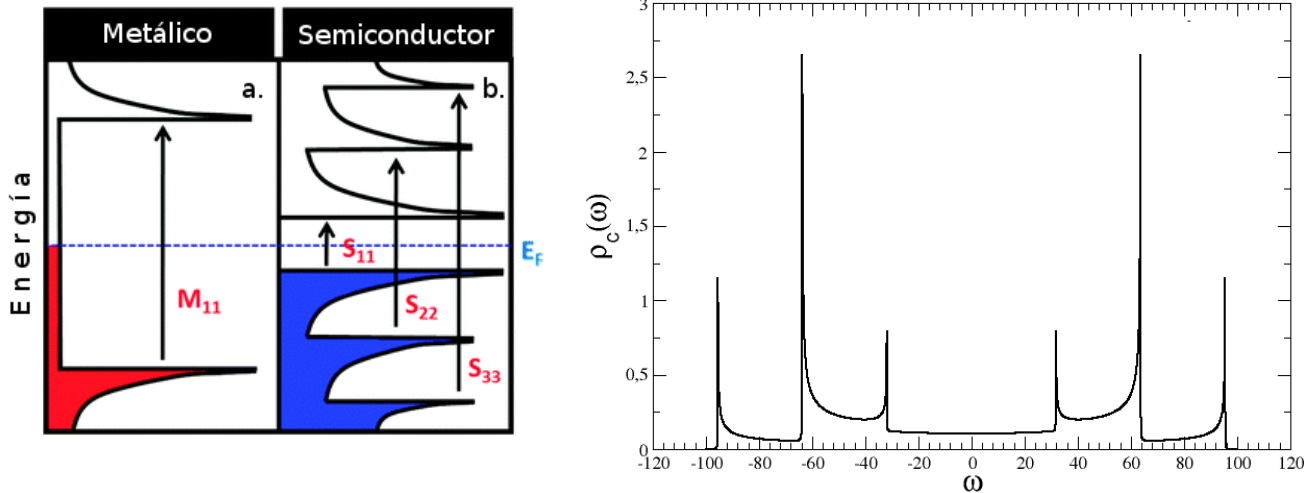 Metálico
Semiconductor
a.
b.
Energía
M11
S11
S22
S33
EF
3
2,5
2
1,5
1
0,5
0
ρc(ω)
-120 -100 -80 -60 -40 -20 0 20 40 60 80 100 120
ω